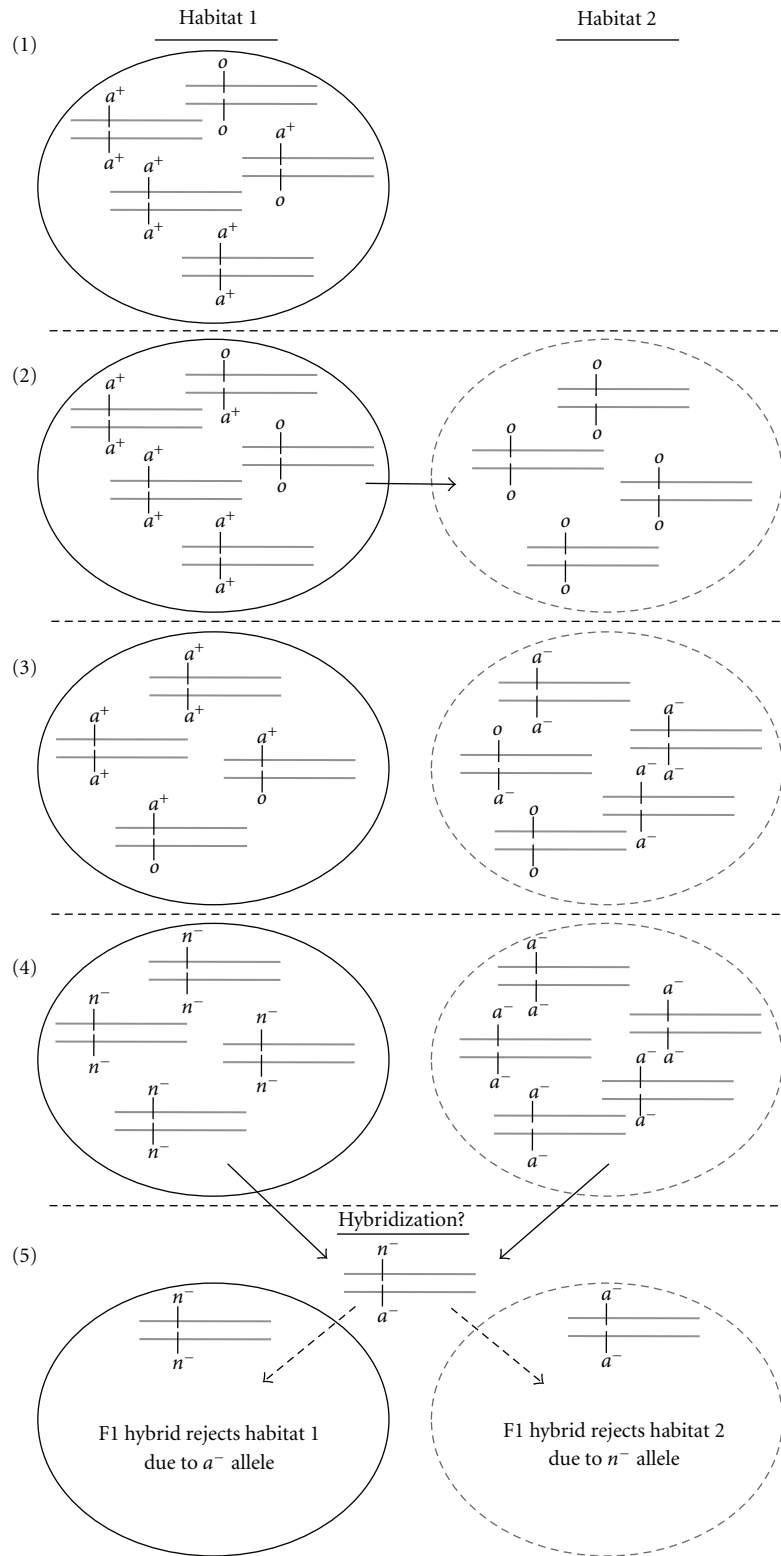 Habitat 1
Habitat 2
(1)
o
a⁺
o
a⁺
a⁺
a⁺
o
a⁺
a⁺
a⁺
(2)
o
o
a⁺
a⁺
o
o
o
a⁺
a⁺
o
o
o
o
a⁺
a⁺
o
a⁺
o
(3)
a⁺
a⁻
a⁺
a⁺
a⁺
o
a⁻
a⁻
a⁺
o
a⁻
a⁻
a⁻
a⁺
o
o
a⁻
o
o
(4)
n⁻
a⁻
n⁻
n⁻
n⁻
a⁻
a⁻
a⁻
n⁻
n⁻
a⁻
a⁻
a⁻
n⁻
a⁻
a⁻
n⁻
a⁻
Hybridization?
n⁻
a⁻
(5)
n⁻
a⁻
n⁻
a⁻
F1 hybrid rejects habitat 1
due to a⁻ allele
F1 hybrid rejects habitat 2
due to n⁻ allele